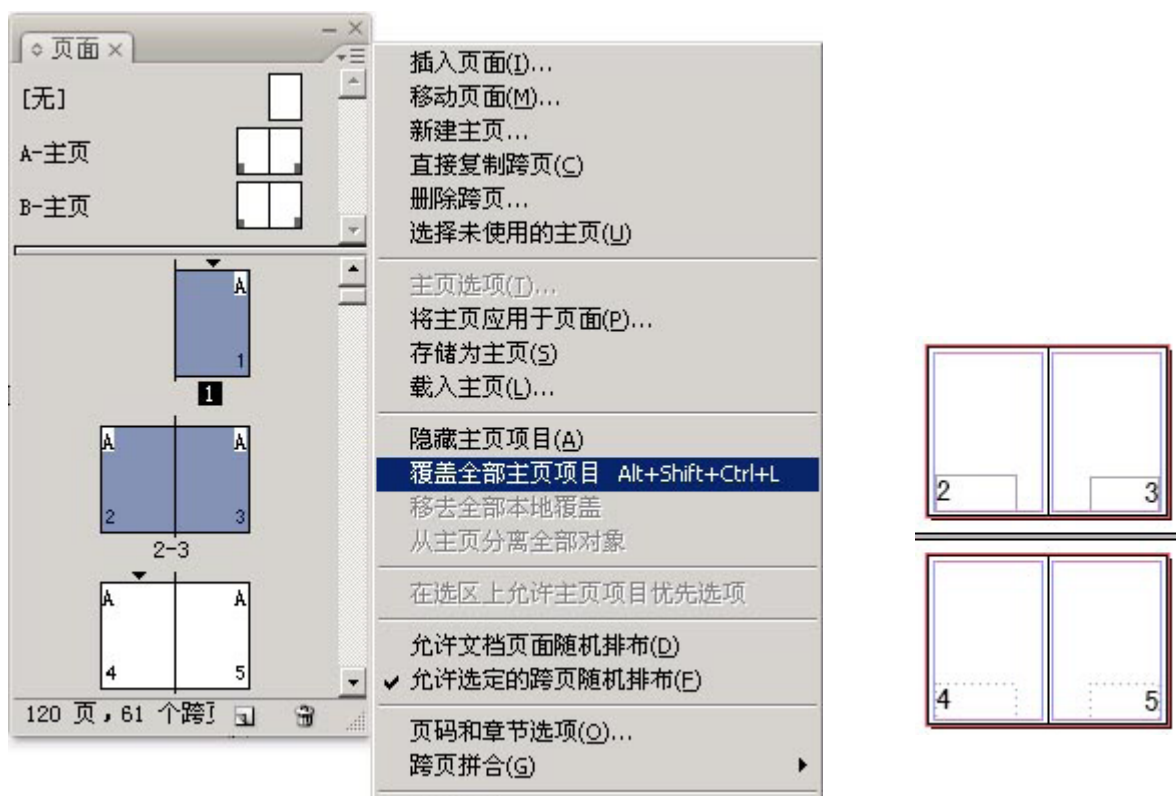 页面
[无]
A-主页
B-主页
A
1
1
A A
2 3
2-3
A A
4 5
120 页,61 个跨
插入页面(I)...
移动页面(M)...
新建主页...
直接复制跨页(C)
删除跨页...
选择未使用的主页(U)
主页选项(T)...
将主页应用于页面(P)...
存储为主页(S)
载入主页(L)...
隐藏主页项目(A)
覆盖全部主页项目 Alt+Shift+Ctrl+L
移去全部本地覆盖
从主页分离全部对象
在选区上允许主页项目优先选项
允许文档页面随机排布(D)
允许选定的跨页随机排布(F)
页码和章节选项(O)...
跨页拼合(G)
2 3
4 5